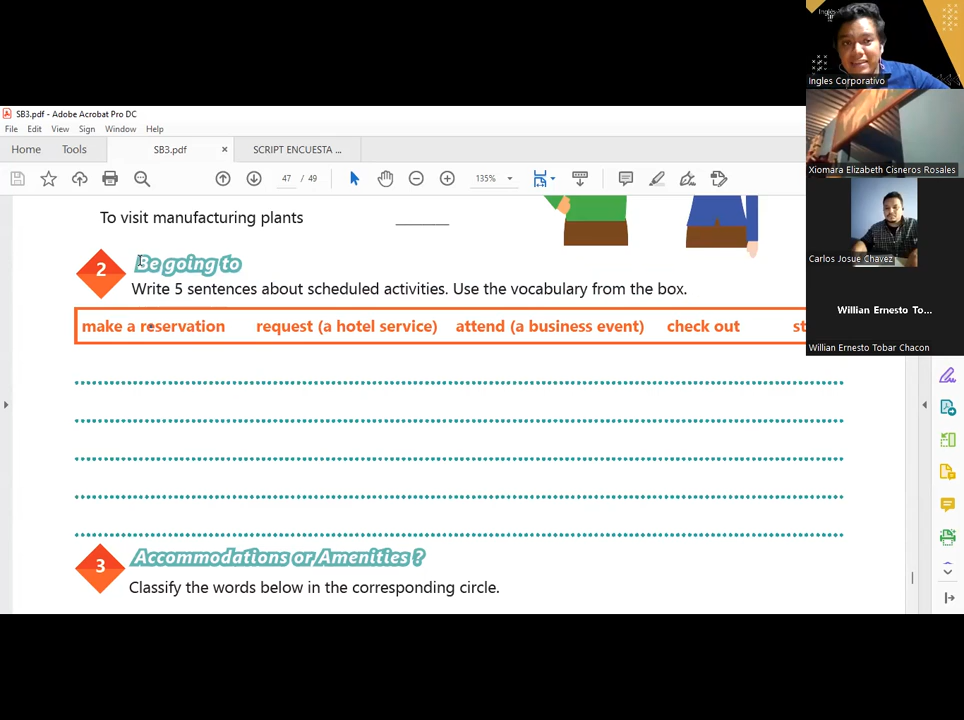 SB3.pdf - Adobe Acrobat Pro DC
File Edit View Sign Window Help
Home Tools SB3.pdf × SCRIPT ENCUESTA ...
47 / 49 135%
To visit manufacturing plants ______
2 Be going to
Write 5 sentences about scheduled activities. Use the vocabulary from the box.
make a reservation request (a hotel service) attend (a business event) check out st
3 Accommodations or Amenities ?
Classify the words below in the corresponding circle.
Ingles Corporativo
Xiomara Elizabeth Cisneros Rosales
Carlos Josue Chavez
Willian Ernesto To...
Willian Ernesto Tobar Chacon